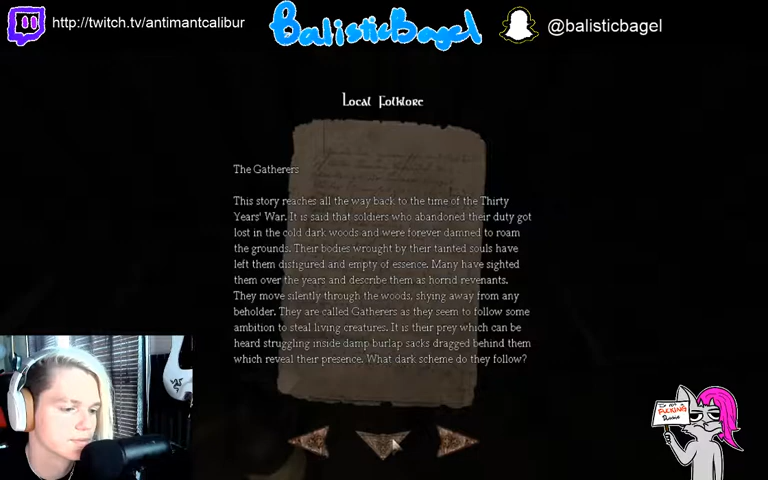 http://twitch.tv/antimantcalibur
BalisticBagel
@balisticbagel
Local Folklore
The Gatherers
This story reaches all the way back to the time of the Thirty
Years' War. It is said that soldiers who abandoned their duty got
lost in the cold dark woods and were forever damned to roam
the grounds. Their bodies wrought by their tainted souls have
left them disfigured and empty of essence. Many have sighted
them over the years and describe them as horrid revenants.
They move silently through the woods, shying away from any
beholder. They are called Gatherers as they seem to follow some
ambition to steal living creatures. It is their prey which can be
heard struggling inside damp burlap sacks dragged behind them
which reveal their presence. What dark scheme do they follow?
FUCKING